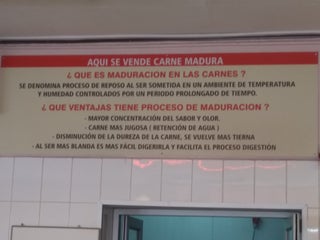 AQUI SE VENDE CARNE MADURA
¿ QUE ES MADURACION EN LAS CARNES ?
SE DENOMINA PROCESO DE REPOSO AL SER SOMETIDA EN UN AMBIENTE DE TEMPERATURA
Y HUMEDAD CONTROLADOS POR UN PERIODO PROLONGADO DE TIEMPO.
¿ QUE VENTAJAS TIENE PROCESO DE MADURACION ?
- MAYOR CONCENTRACIÓN DEL SABOR Y OLOR.
- CARNE MAS JUGOSA ( RETENCIÓN DE AGUA )
- DISMINUCIÓN DE LA DUREZA DE LA CARNE, SE VUELVE MAS TIERNA
- AL SER MAS BLANDA ES MAS FÁCIL DIGERIRLA Y FACILITA EL PROCESO DIGESTIÓN